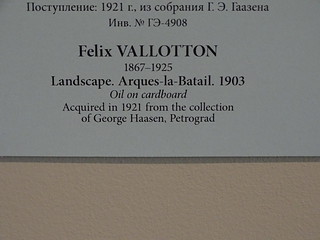 Поступление: 1921 г., из собрания Г. Э. Гаазена
Инв. № ГЭ-4908
Felix VALLOTTON
1867–1925
Landscape. Arques-la-Batail. 1903
Oil on cardboard
Acquired in 1921 from the collection
of George Haasen, Petrograd